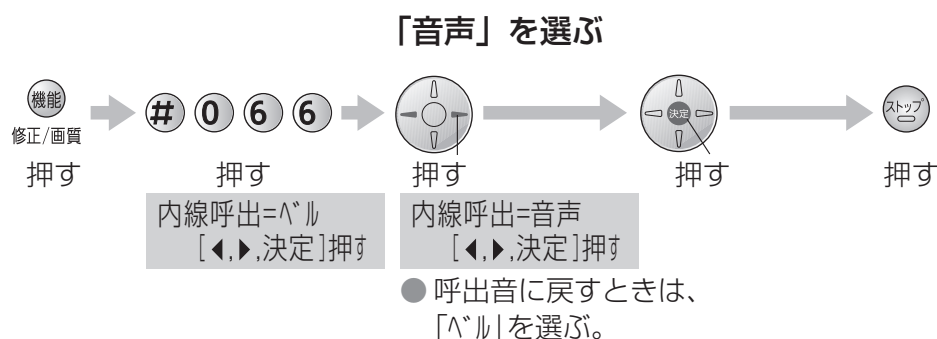 「音声」を選ぶ
機能
修正/画質
押す
#066
押す
内線呼出=ﾍﾞﾙ
[◀,▶,決定]押す
押す
内線呼出=音声
[◀,▶,決定]押す
● 呼出音に戻すときは、
「ﾍﾞﾙ」を選ぶ。
決定
押す
ストップ
押す